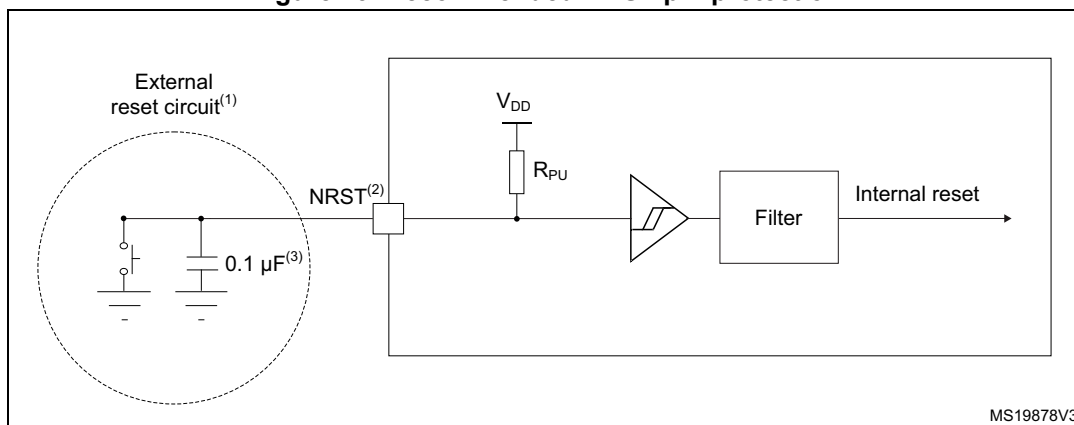 External
reset circuit(1)
VDD
RPU
NRST(2)
0.1 µF(3)
Filter
Internal reset
MS19878V3